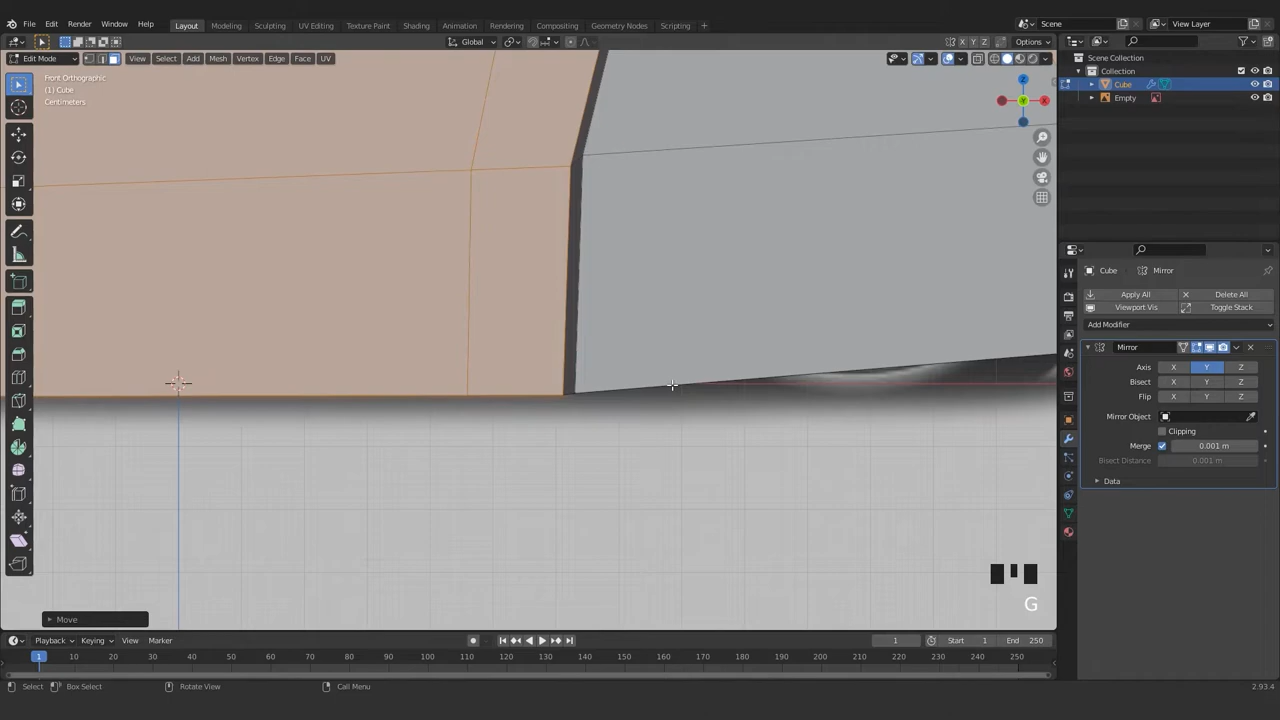 File Edit Render Window Help Layout Modeling Sculpting UV Editing Texture Paint Shading Animation Rendering Compositing Geometry Nodes Scripting + Scene View Layer
Global Options
Edit Mode View Select Add Mesh Vertex Edge Face UV
Front Orthographic
(1) Cube
Centimeters
Z
X
Y
Scene Collection
Collection
Cube
Empty
Cube Mirror
Apply All Delete All
Viewport Vis Toggle Stack
Add Modifier
Mirror
Axis X Y Z
Bisect X Y Z
Flip X Y Z
Mirror Object
Clipping
Merge 0.001 m
Bisect Distance 0.001 m
Data
G
Move
Playback Keying View Marker 1 Start 1 End 250
1 10 20 30 40 50 60 70 80 90 100 110 120 130 140 150 160 170 180 190 200 210 220 230 240 250
Select Box Select Rotate View Call Menu 2.93.4